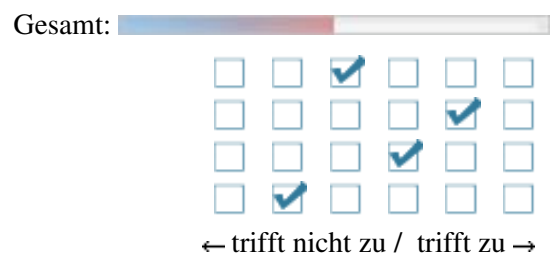 Gesamt:
← trifft nicht zu / trifft zu →